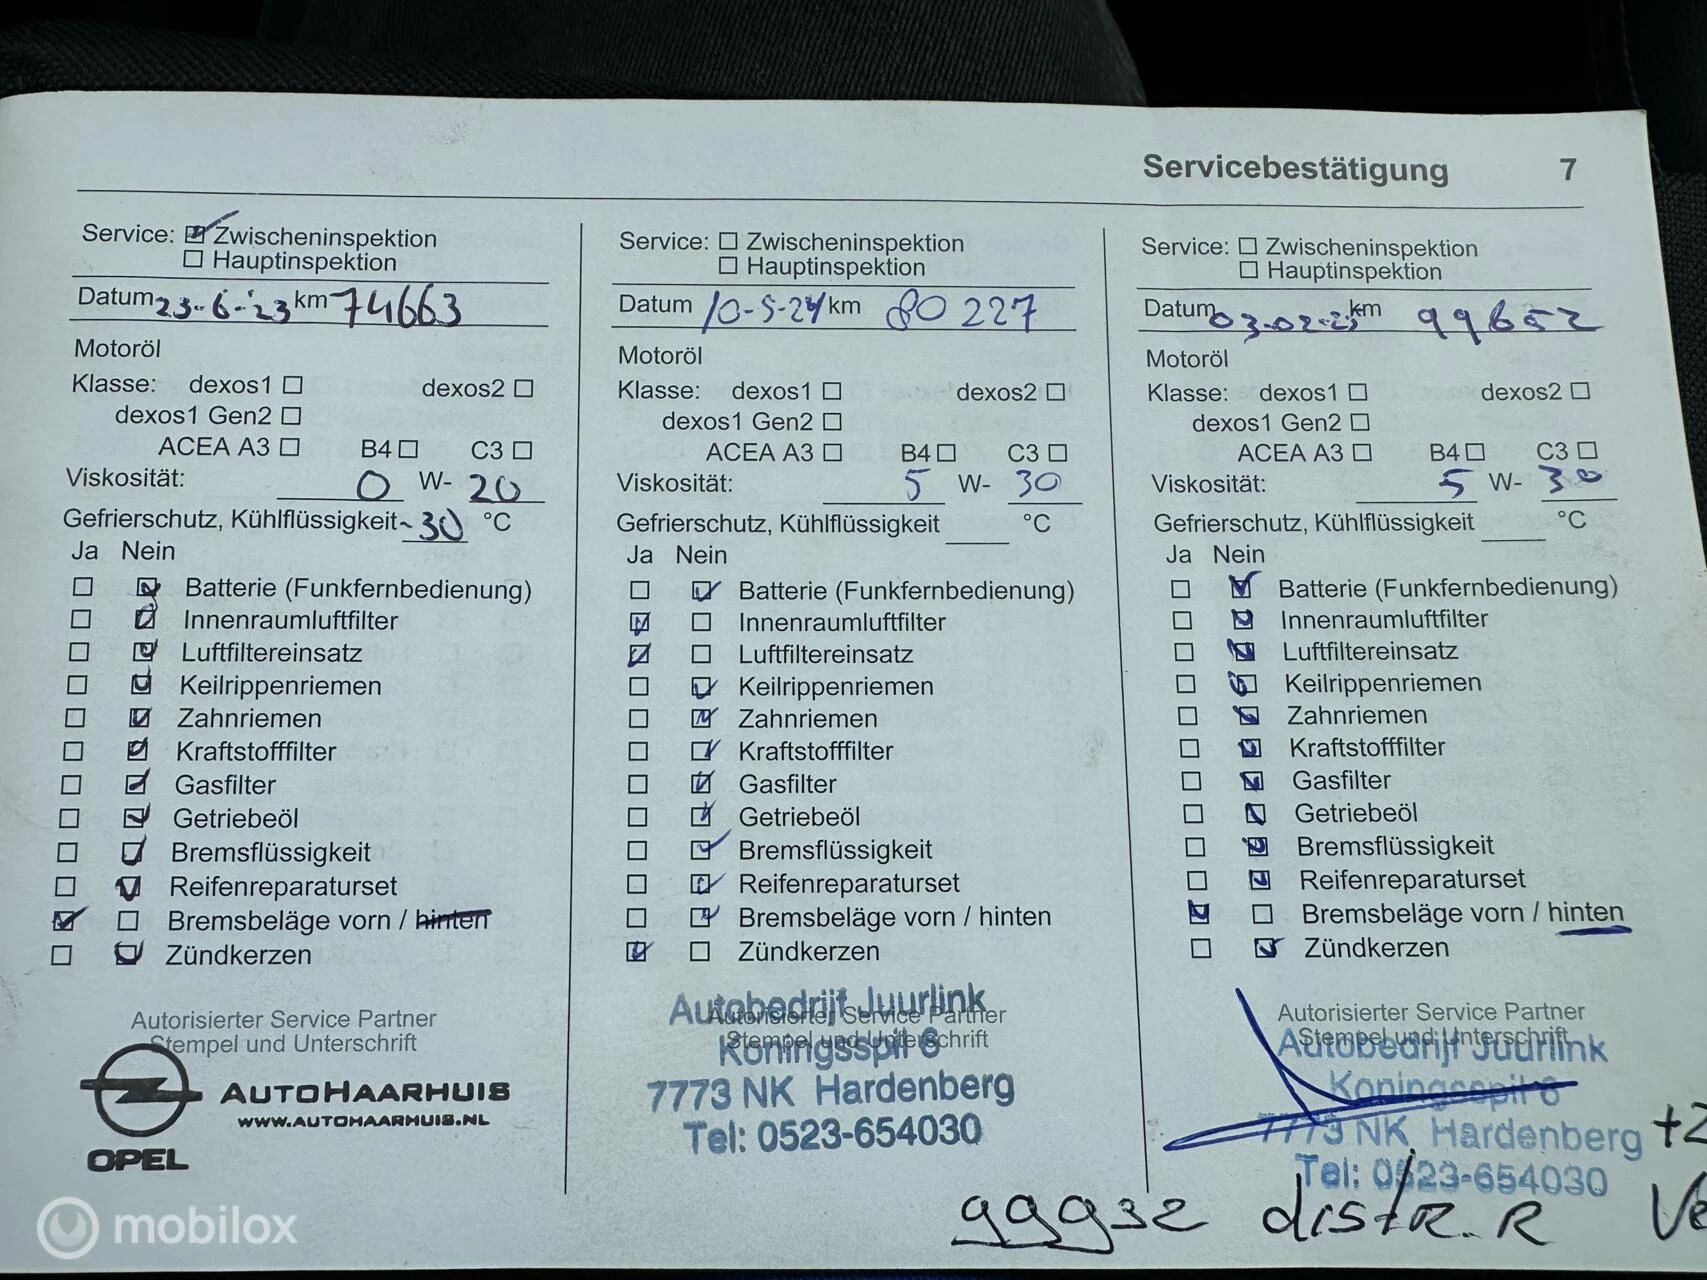 Servicebestätigung 7
Service: Zwischeninspektion
Hauptinspektion
Datum 23-6-'23 km 74663
Motoröl
Klasse: dexos1 dexos2
dexos1 Gen2
ACEA A3 B4 C3
Viskosität: 0 W- 20
Gefrierschutz, Kühlflüssigkeit -30 °C
Ja Nein
Batterie (Funkfernbedienung)
Innenraumluftfilter
Luftfiltereinsatz
Keilrippenriemen
Zahnriemen
Kraftstofffilter
Gasfilter
Getriebeöl
Bremsflüssigkeit
Reifenreparaturset
Bremsbeläge vorn / hinten
Zündkerzen
Autorisierter Service Partner
Stempel und Unterschrift
AUTOHAARHUIS
WWW.AUTOHAARHUIS.NL
OPEL
Service: Zwischeninspektion
Hauptinspektion
Datum 10-5-24 km 80227
Motoröl
Klasse: dexos1 dexos2
dexos1 Gen2
ACEA A3 B4 C3
Viskosität: 5 W- 30
Gefrierschutz, Kühlflüssigkeit °C
Ja Nein
Batterie (Funkfernbedienung)
Innenraumluftfilter
Luftfiltereinsatz
Keilrippenriemen
Zahnriemen
Kraftstofffilter
Gasfilter
Getriebeöl
Bremsflüssigkeit
Reifenreparaturset
Bremsbeläge vorn / hinten
Zündkerzen
Autorisierter Service Partner
Stempel und Unterschrift
Autobedrijf Juurlink
Koningsspil 6
7773 NK Hardenberg
Tel: 0523-654030
Service: Zwischeninspektion
Hauptinspektion
Datum 03-02-25 km 99652
Motoröl
Klasse: dexos1 dexos2
dexos1 Gen2
ACEA A3 B4 C3
Viskosität: 5 W- 30
Gefrierschutz, Kühlflüssigkeit °C
Ja Nein
Batterie (Funkfernbedienung)
Innenraumluftfilter
Luftfiltereinsatz
Keilrippenriemen
Zahnriemen
Kraftstofffilter
Gasfilter
Getriebeöl
Bremsflüssigkeit
Reifenreparaturset
Bremsbeläge vorn / hinten
Zündkerzen
Autorisierter Service Partner
Stempel und Unterschrift
Autobedrijf Juurlink
Koningsspil 6
7773 NK Hardenberg
Tel: 0523-654030
99932 distr. R
mobilox